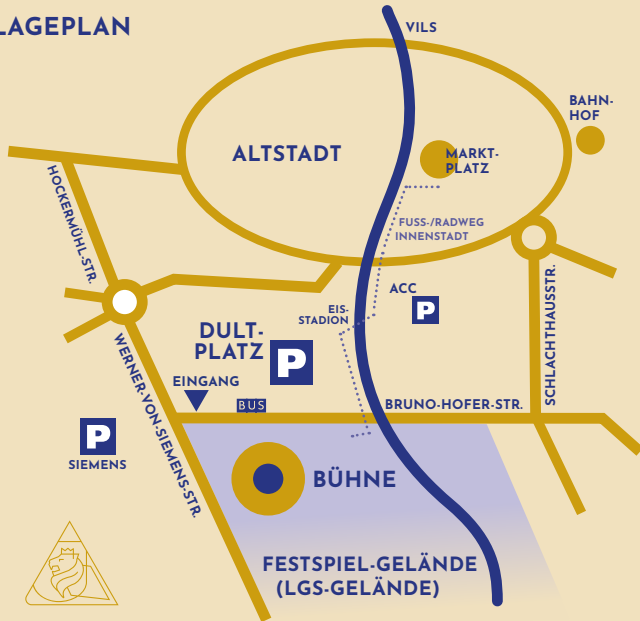 LAGEPLAN
VILS
BAHN-
HOF
ALTSTADT
MARKT-
PLATZ
HOCKERMÜHL-STR.
FUSS-/RADWEG
INNENSTADT
ACC
P
EIS-
STADION
SCHLACHTHAUSSTR.
DULT-
PLATZ
P
EINGANG
BUS
BRUNO-HOFER-STR.
WERNER-VON-SIEMENS-STR.
P
SIEMENS
BÜHNE
FESTSPIEL-GELÄNDE
(LGS-GELÄNDE)